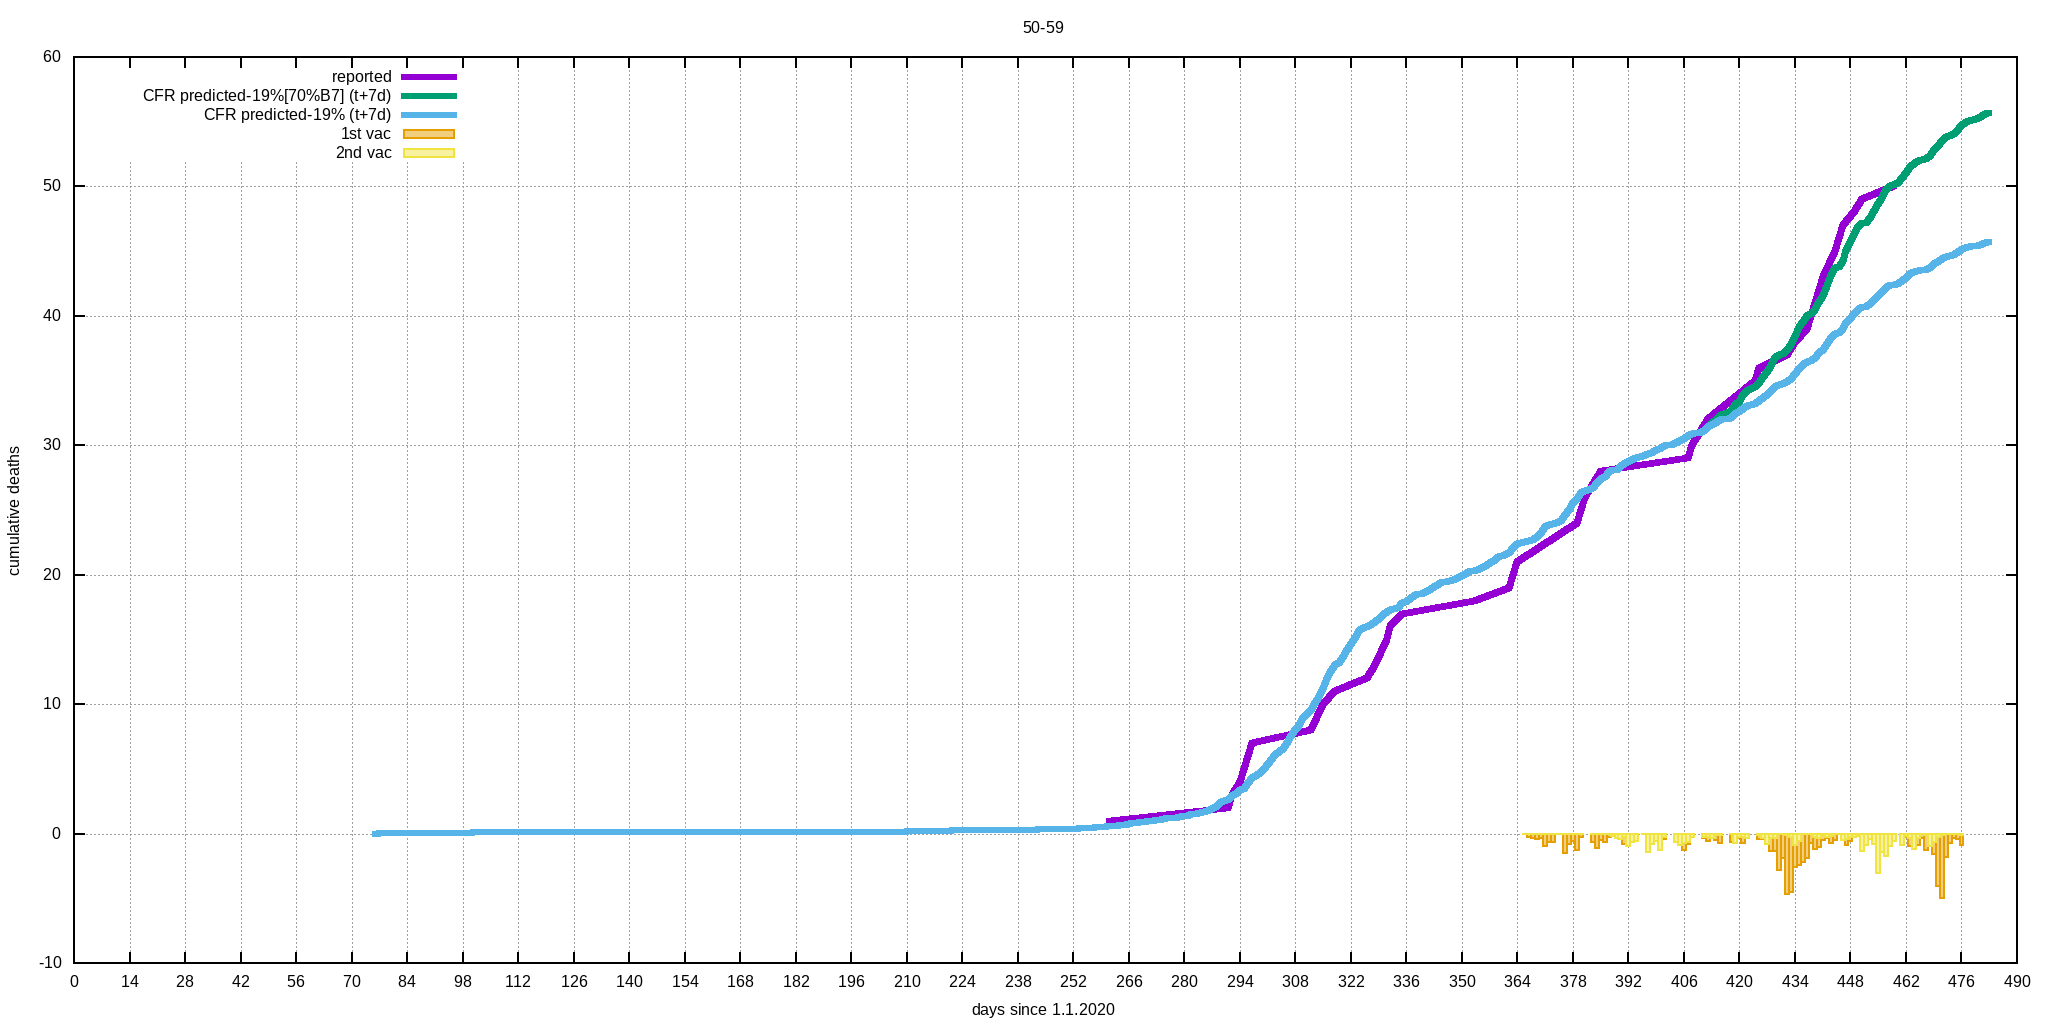 50-59
60
50
40
30
20
10
0
-10
cumulative deaths
reported
CFR predicted-19%[70%B7] (t+7d)
CFR predicted-19% (t+7d)
1st vac
2nd vac
0 14 28 42 56 70 84 98 112 126 140 154 168 182 196 210 224 238 252 266 280 294 308 322 336 350 364 378 392 406 420 434 448 462 476 490
days since 1.1.2020